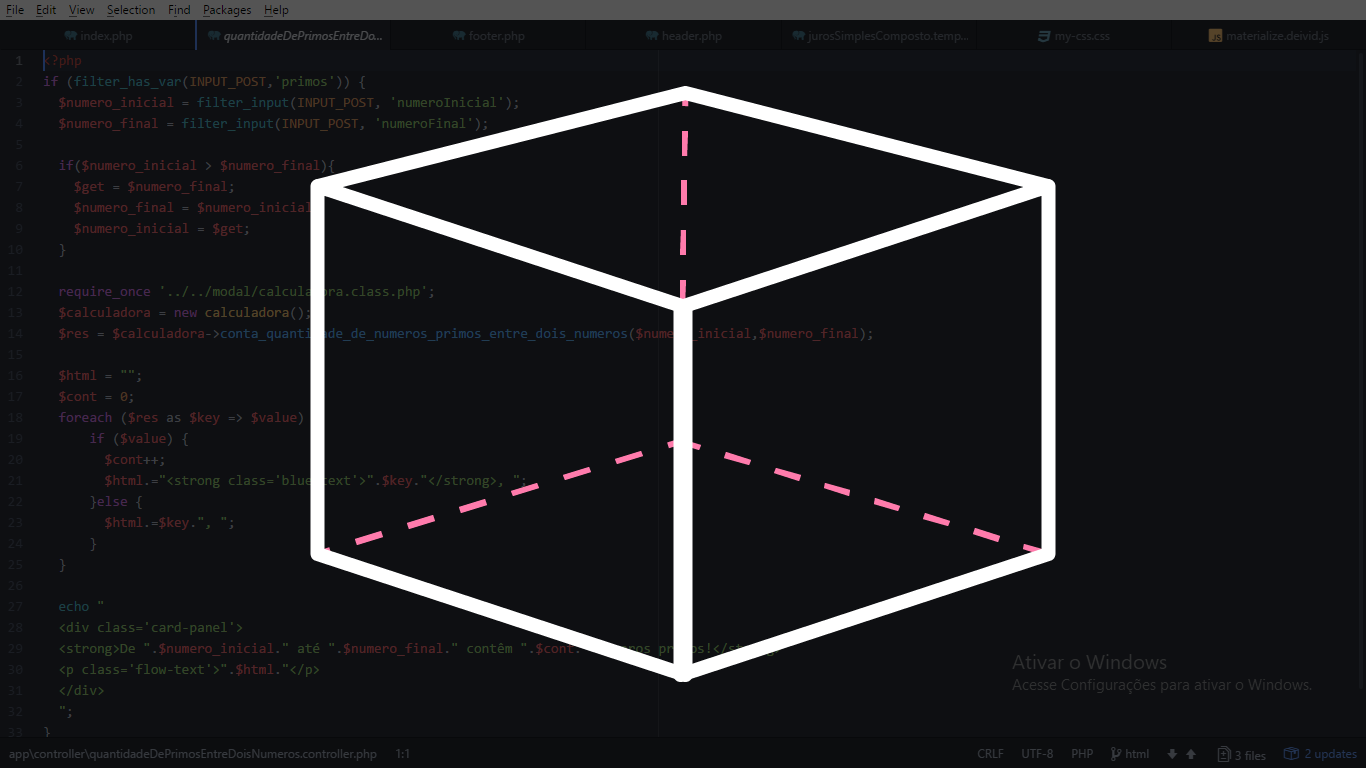 File Edit View Selection Find Packages Help
index.php quantidadeDePrimosEntreDo... footer.php header.php jurosSimplesComposto.temp... my-css.css materialize.deivid.js
1 <?php
2 if (filter_has_var(INPUT_POST,'primos')) {
3 $numero_inicial = filter_input(INPUT_POST, 'numeroInicial');
4 $numero_final = filter_input(INPUT_POST, 'numeroFinal');
5
6 if($numero_inicial > $numero_final){
7 $get = $numero_final;
8 $numero_final = $numero_inicial
9 $numero_inicial = $get;
10 }
11
12 require_once '../../modal/calculadora.class.php';
13 $calculadora = new calculadora();
14 $res = $calculadora->conta_quantidade_de_numeros_primos_entre_dois_numeros($numero_inicial,$numero_final);
15
16 $html = "";
17 $cont = 0;
18 foreach ($res as $key => $value)
19 if ($value) {
20 $cont++;
21 $html.="<strong class='blue-text'>".$key."</strong>, ";
22 }else {
23 $html.=$key.", ";
24 }
25 }
26
27 echo "
28 <div class='card-panel'>
29 <strong>De ".$numero_inicial." até ".$numero_final." contêm ".$cont.
30 <p class='flow-text'>".$html."</p>
31 </div>
32 ";
33 }
Ativar o Windows
Acesse Configurações para ativar o Windows.
app\controller\quantidadeDePrimosEntreDoisNumeros.controller.php 1:1 CRLF UTF-8 PHP html 3 files 2 updates